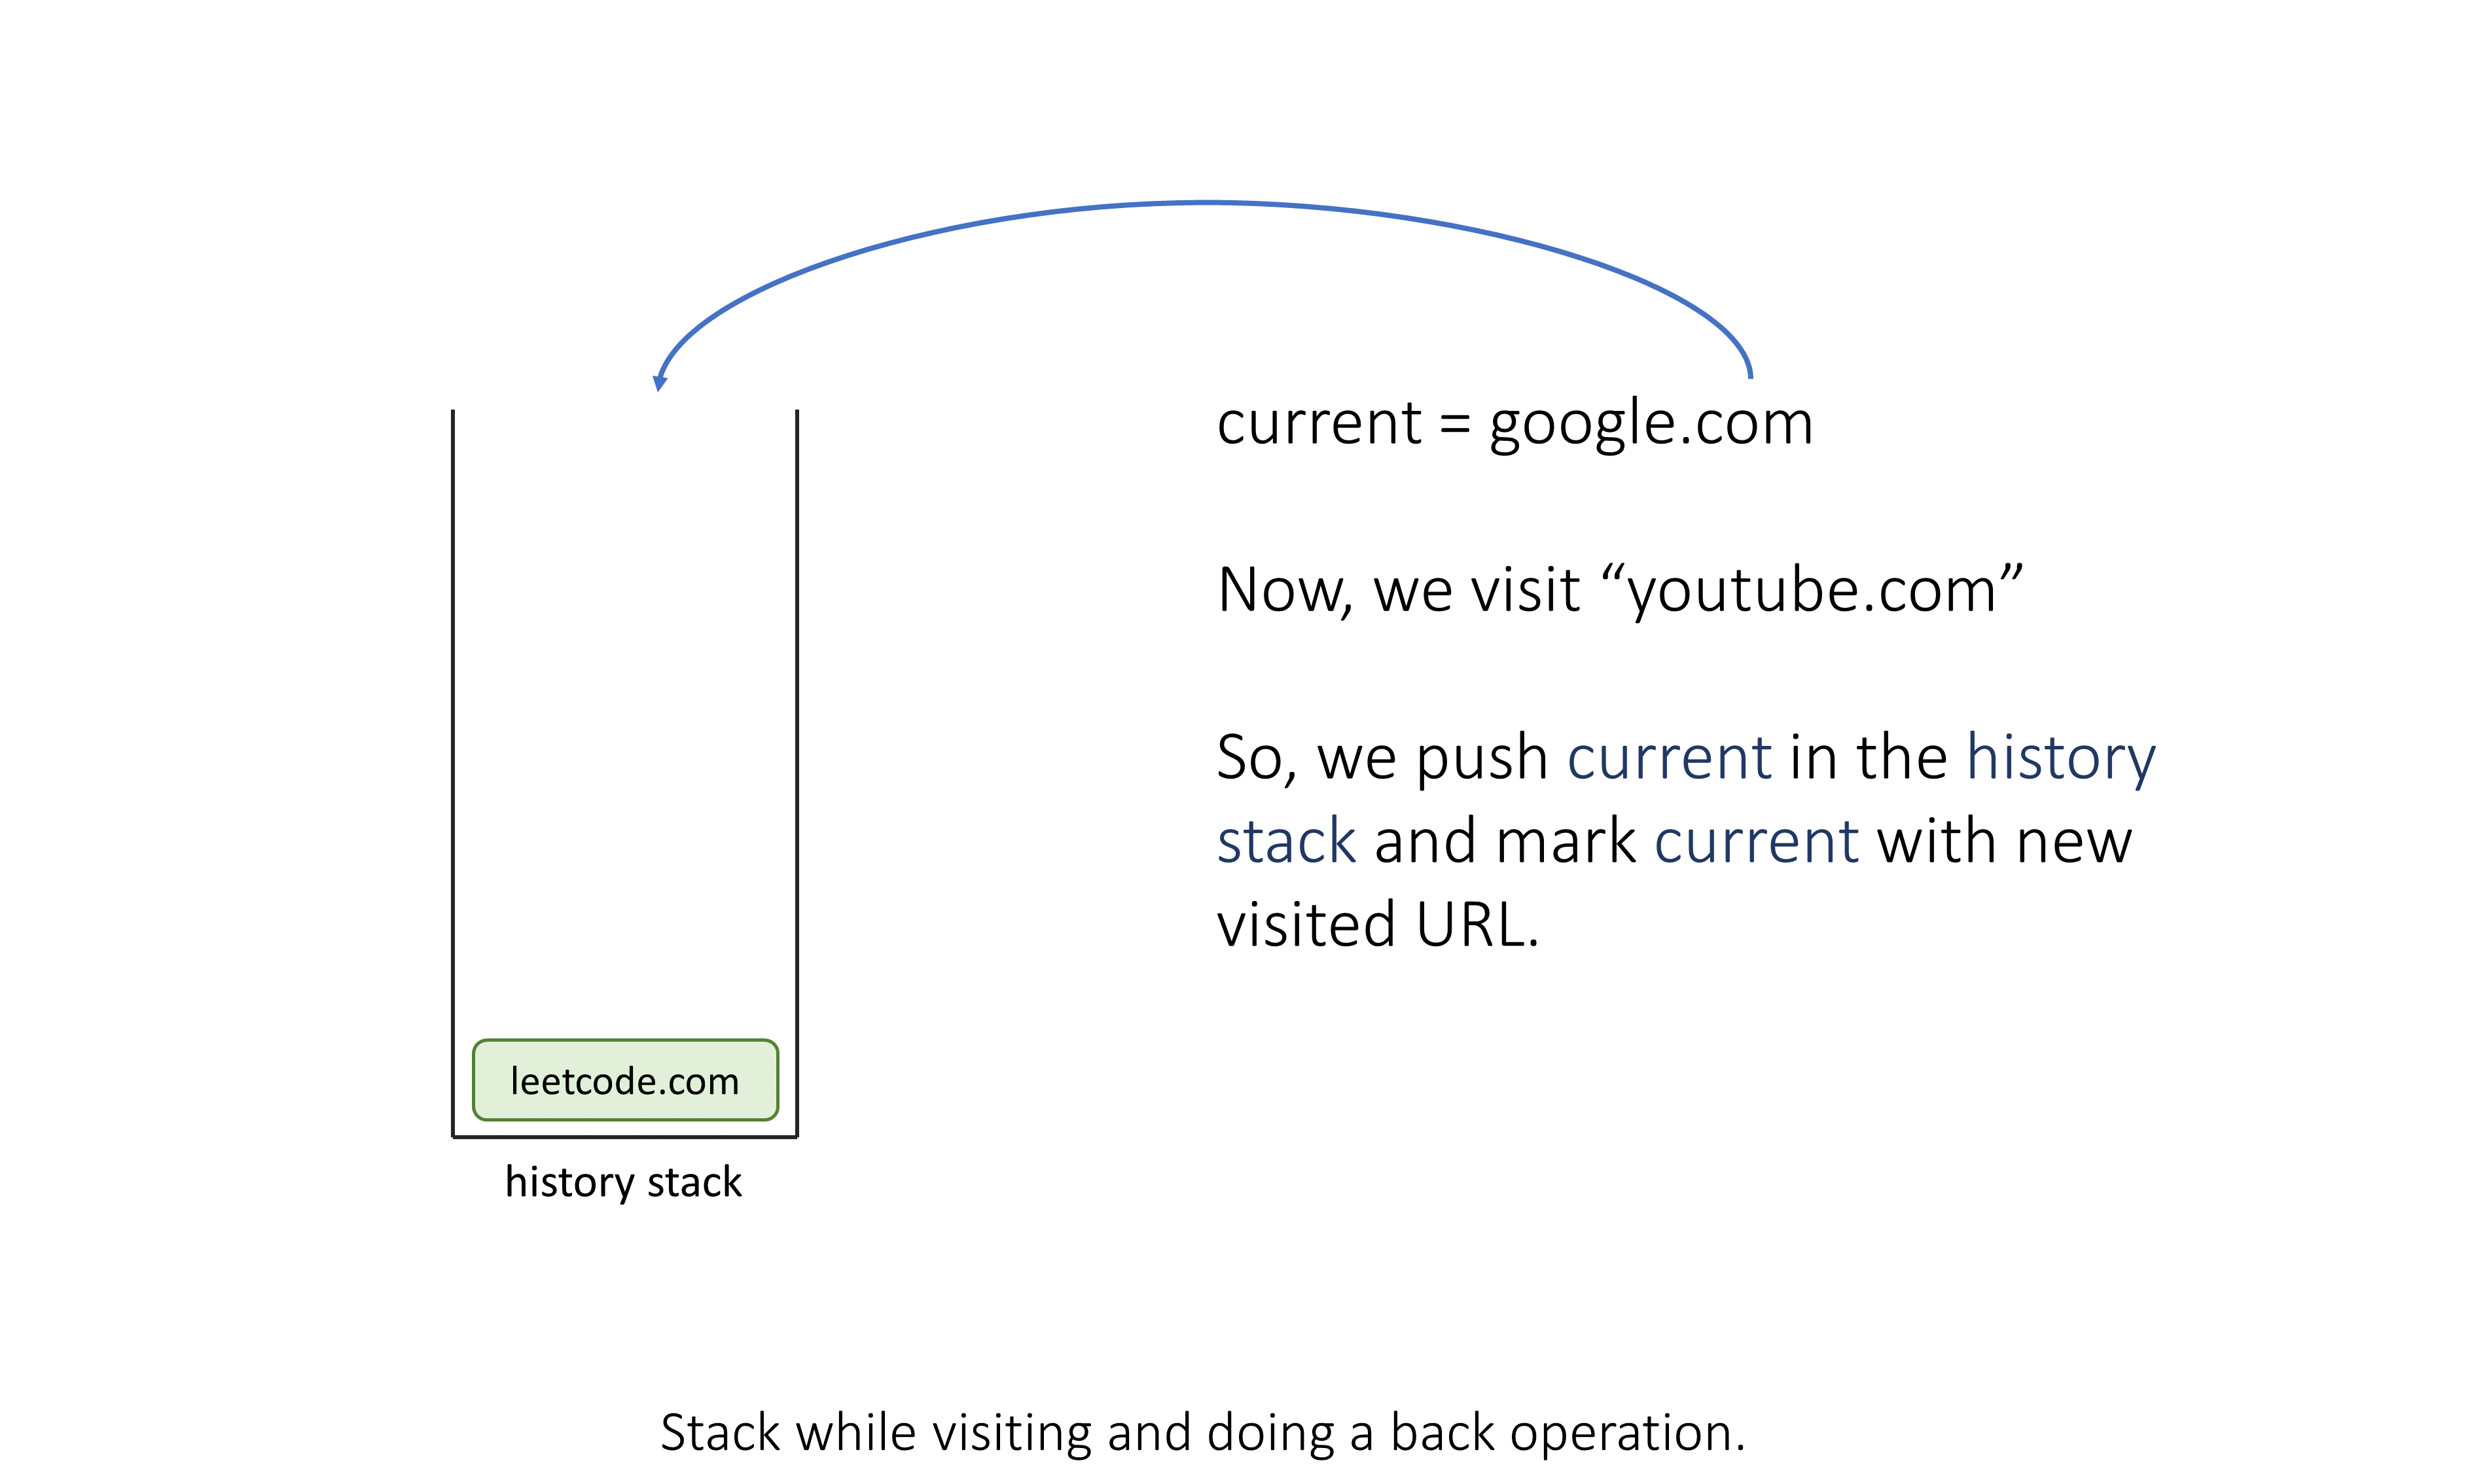 current = google.com
Now, we visit “youtube.com”
So, we push current in the history
stack and mark current with new
visited URL.
leetcode.com
history stack
Stack while visiting and doing a back operation.